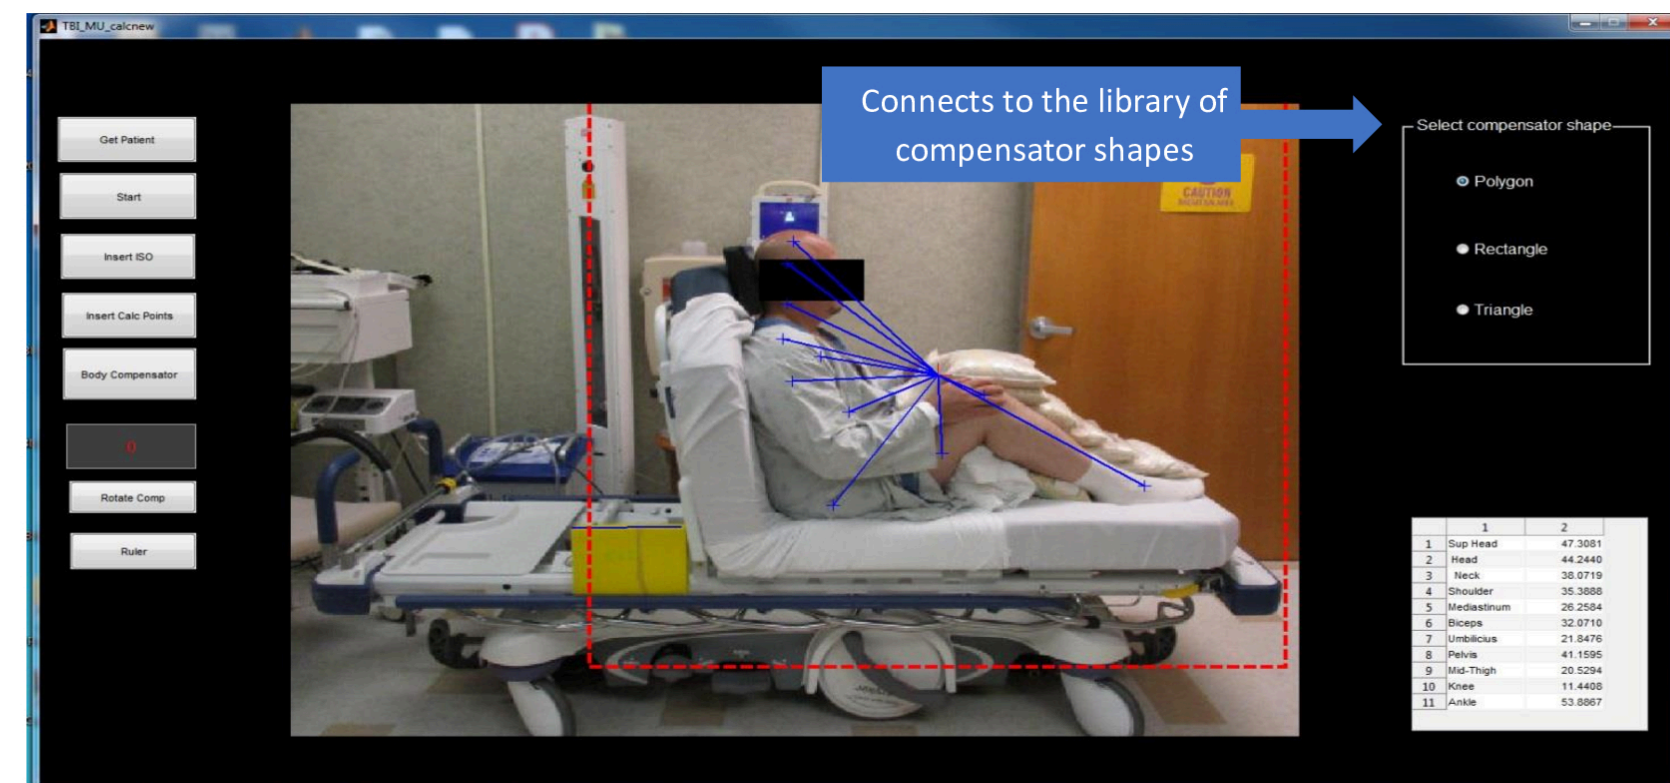 TBI_MU_calcnew
Connects to the library of
compensator shapes
Get Patient
Start
Insert ISO
Insert Calc Points
Body Compensator
0
Rotate Comp
Ruler
CAUTION
Select compensator shape
Polygon
Rectangle
Triangle
1 2
1 Sup Head 47.3081
2 Head 44.2440
3 Neck 38.0719
4 Shoulder 35.3888
5 Mediastinum 26.2584
6 Biceps 32.0710
7 Umbilicius 21.8476
8 Pelvis 41.1595
9 Mid-Thigh 20.5294
10 Knee 11.4408
11 Ankle 53.8867